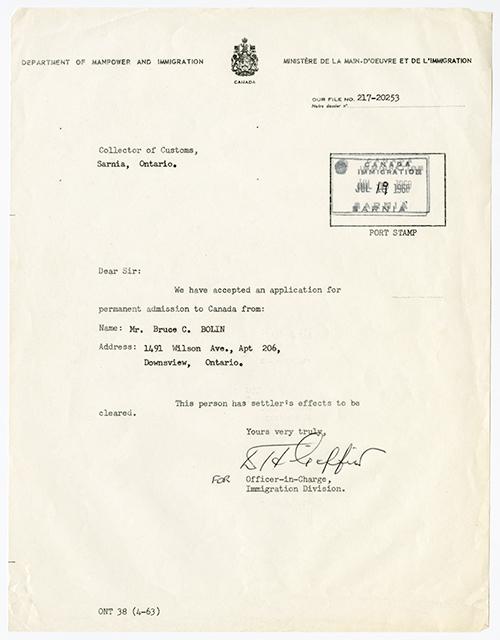 DEPARTMENT OF MANPOWER AND IMMIGRATION
CANADA
MINISTÈRE DE LA MAIN-D'OEUVRE ET DE L'IMMIGRATION
OUR FILE NO. 217-20253
Notre dossier n°
Collector of Customs,
Sarnia, Ontario.
CANADA
IMMIGRATION
JUL 19
SARNIA
PORT STAMP
Dear Sir:
We have accepted an application for
permanent admission to Canada from:
Name: Mr. Bruce C. BOLIN
Address: 1491 Wilson Ave., Apt 206,
Downsview, Ontario.
This person has settler's effects to be
cleared.
Yours very truly,
FOR Officer-in-Charge,
Immigration Division.
ONT 38 (4-63)